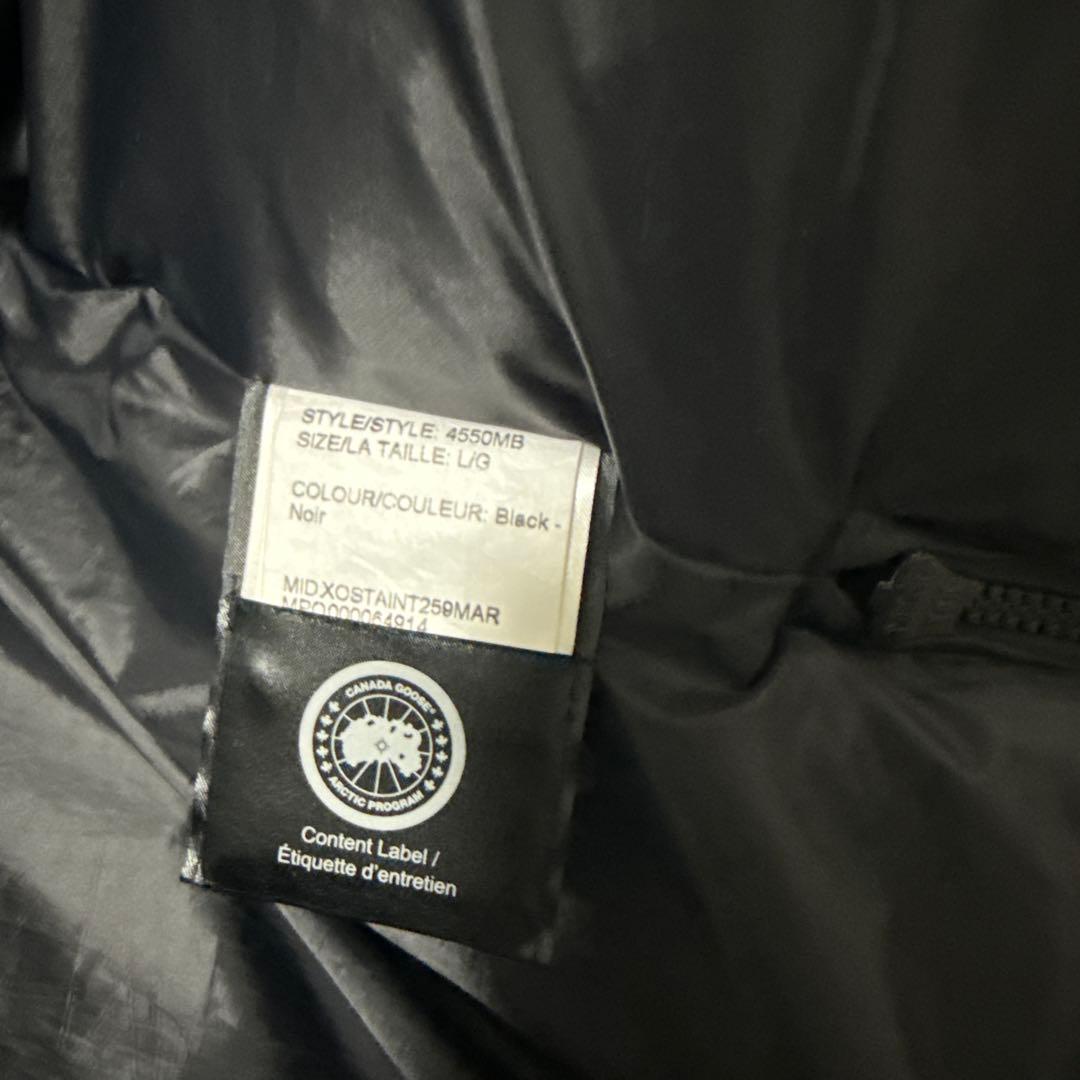 STYLE/STYLE: 4550MB
SIZE/LA TAILLE: L/G
COLOUR/COULEUR: Black -
Noir
MIDXOSTAINT259MAR
MPO000064914
CANADA GOOSE®
ARCTIC PROGRAM
Content Label /
Étiquette d'entretien